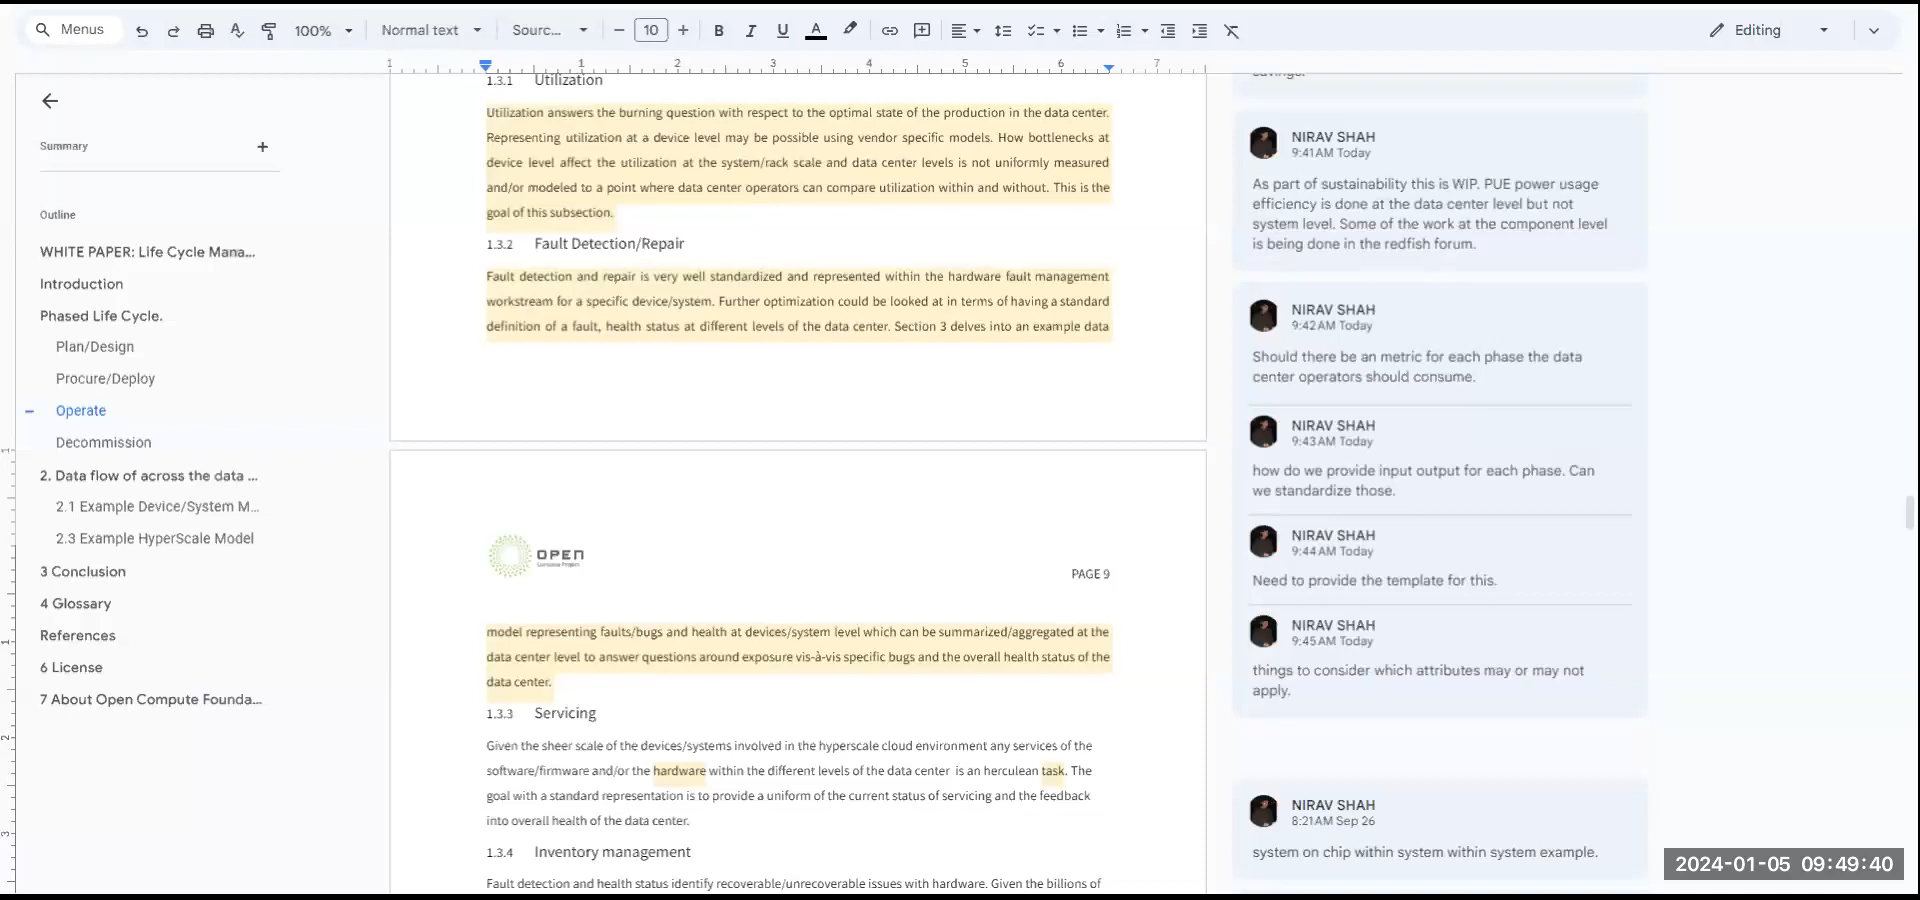 Menus
100%
Normal text
Sourc...
10
B
I
U
A
Editing
1
1
2
3
4
5
6
7
Summary
Outline
WHITE PAPER: Life Cycle Mana...
Introduction
Phased Life Cycle.
Plan/Design
Procure/Deploy
Operate
Decommission
2. Data flow of across the data ...
2.1 Example Device/System M...
2.3 Example HyperScale Model
3 Conclusion
4 Glossary
References
6 License
7 About Open Compute Founda...
1.3.1 Utilization
Utilization answers the burning question with respect to the optimal state of the production in the data center.
Representing utilization at a device level may be possible using vendor specific models. How bottlenecks at
device level affect the utilization at the system/rack scale and data center levels is not uniformly measured
and/or modeled to a point where data center operators can compare utilization within and without. This is the
goal of this subsection.
1.3.2 Fault Detection/Repair
Fault detection and repair is very well standardized and represented within the hardware fault management
workstream for a specific device/system. Further optimization could be looked at in terms of having a standard
definition of a fault, health status at different levels of the data center. Section 3 delves into an example data
OPEN
Compute Project
PAGE 9
model representing faults/bugs and health at devices/system level which can be summarized/aggregated at the
data center level to answer questions around exposure vis-à-vis specific bugs and the overall health status of the
data center.
1.3.3 Servicing
Given the sheer scale of the devices/systems involved in the hyperscale cloud environment any services of the
software/firmware and/or the hardware within the different levels of the data center is an herculean task. The
goal with a standard representation is to provide a uniform of the current status of servicing and the feedback
into overall health of the data center.
1.3.4 Inventory management
Fault detection and health status identify recoverable/unrecoverable issues with hardware. Given the billions of
savings.
NIRAV SHAH
9:41 AM Today
As part of sustainability this is WIP. PUE power usage
efficiency is done at the data center level but not
system level. Some of the work at the component level
is being done in the redfish forum.
NIRAV SHAH
9:42 AM Today
Should there be an metric for each phase the data
center operators should consume.
NIRAV SHAH
9:43 AM Today
how do we provide input output for each phase. Can
we standardize those.
NIRAV SHAH
9:44 AM Today
Need to provide the template for this.
NIRAV SHAH
9:45 AM Today
things to consider which attributes may or may not
apply.
NIRAV SHAH
8:21 AM Sep 26
system on chip within system within system example.
2024-01-05 09:49:40
1
1
2
3